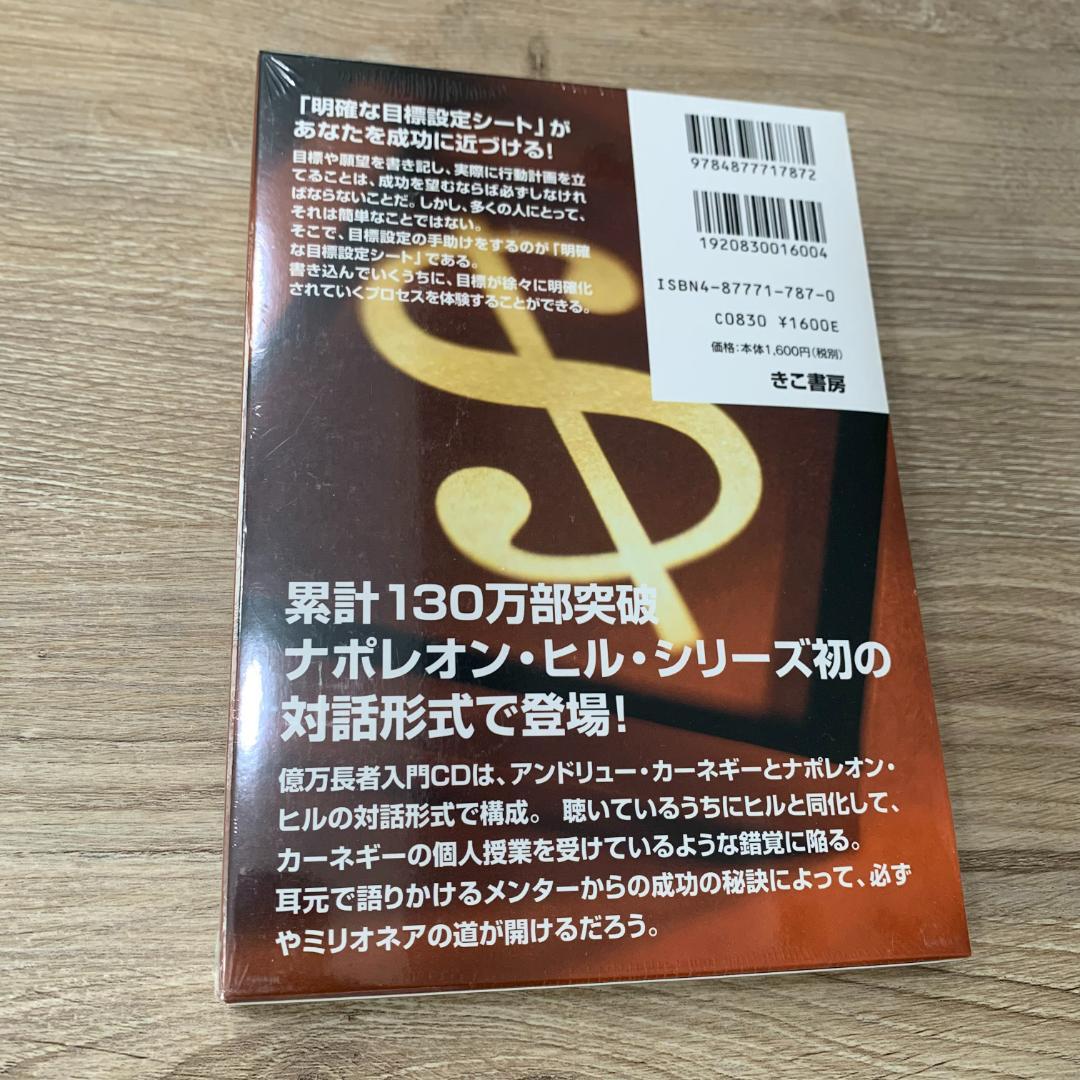 「明確な目標設定シート」が
あなたを成功に近づける！
目標や願望を書き記し、実際に行動計画を立
てることは、成功を望むならば必ずしなけれ
ばならないことだ。しかし、多くの人にとって、
それは簡単なことではない。
そこで、目標設定の手助けをするのが「明確
な目標設定シート」である。
書き込んでいくうちに、目標が徐々に明確化
されていくプロセスを体験することができる。
9784877717872
1920830016004
ISBN4-87771-787-0
C0830 ¥1600E
価格：本体1,600円（税別）
きこ書房
累計130万部突破
ナポレオン・ヒル・シリーズ初の
対話形式で登場！
億万長者入門CDは、アンドリュー・カーネギーとナポレオン・
ヒルの対話形式で構成。 聴いているうちにヒルと同化して、
カーネギーの個人授業を受けているような錯覚に陥る。
耳元で語りかけるメンターからの成功の秘訣によって、必ず
やミリオネアの道が開けるだろう。